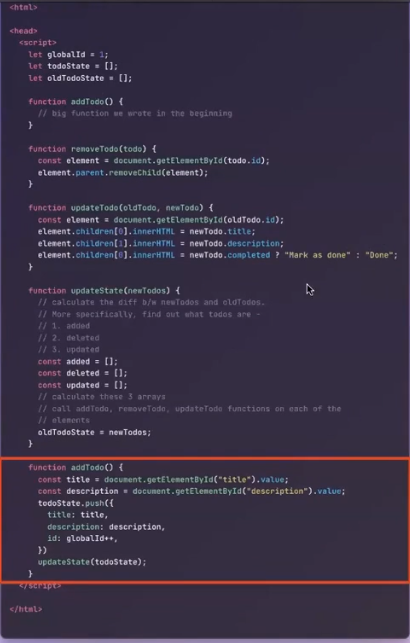 <html>
<head>
<script>
let globalId = 1;
let todoState = [];
let oldTodoState = [];
function addTodo() {
// big function we wrote in the beginning
}
function removeTodo(todo) {
const element = document.getElementById(todo.id);
element.parent.removeChild(element);
}
function updateTodo(oldTodo, newTodo) {
const element = document.getElementById(oldTodo.id);
element.children[0].innerHTML = newTodo.title;
element.children[1].innerHTML = newTodo.description;
element.children[0].innerHTML = newTodo.completed ? "Mark as done" : "Done";
}
function updateState(newTodos) {
// calculate the diff b/w newTodos and oldTodos.
// More specifically, find out what todos are -
// 1. added
// 2. deleted
// 3. updated
const added = [];
const deleted = [];
const updated = [];
// calculate these 3 arrays
// call addTodo, removeTodo, updateTodo functions on each of the
// elements
oldTodoState = newTodos;
}
function addTodo() {
const title = document.getElementById("title").value;
const description = document.getElementById("description").value;
todoState.push({
title: title,
description: description,
id: globalId++,
})
updateState(todoState);
}
</script>
</html>